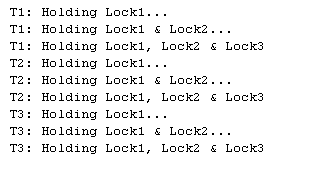 T1: Holding Lock1...
T1: Holding Lock1 & Lock2...
T1: Holding Lock1, Lock2 & Lock3
T2: Holding Lock1...
T2: Holding Lock1 & Lock2...
T2: Holding Lock1, Lock2 & Lock3
T3: Holding Lock1...
T3: Holding Lock1 & Lock2...
T3: Holding Lock1, Lock2 & Lock3